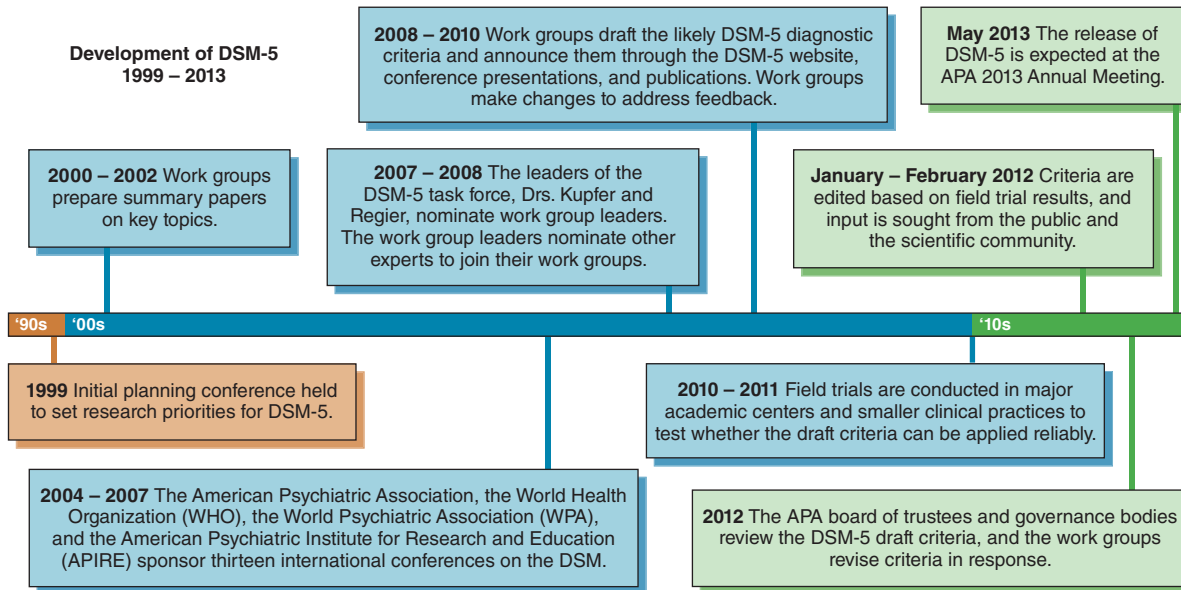 Development of DSM-5
1999 – 2013
2008 – 2010 Work groups draft the likely DSM-5 diagnostic
criteria and announce them through the DSM-5 website,
conference presentations, and publications. Work groups
make changes to address feedback.
May 2013 The release of
DSM-5 is expected at the
APA 2013 Annual Meeting.
2000 – 2002 Work groups
prepare summary papers
on key topics.
2007 – 2008 The leaders of the
DSM-5 task force, Drs. Kupfer and
Regier, nominate work group leaders.
The work group leaders nominate other
experts to join their work groups.
January – February 2012 Criteria are
edited based on field trial results, and
input is sought from the public and
the scientific community.
‘90s ‘00s ‘10s
1999 Initial planning conference held
to set research priorities for DSM-5.
2010 – 2011 Field trials are conducted in major
academic centers and smaller clinical practices to
test whether the draft criteria can be applied reliably.
2004 – 2007 The American Psychiatric Association, the World Health
Organization (WHO), the World Psychiatric Association (WPA),
and the American Psychiatric Institute for Research and Education
(APIRE) sponsor thirteen international conferences on the DSM.
2012 The APA board of trustees and governance bodies
review the DSM-5 draft criteria, and the work groups
revise criteria in response.